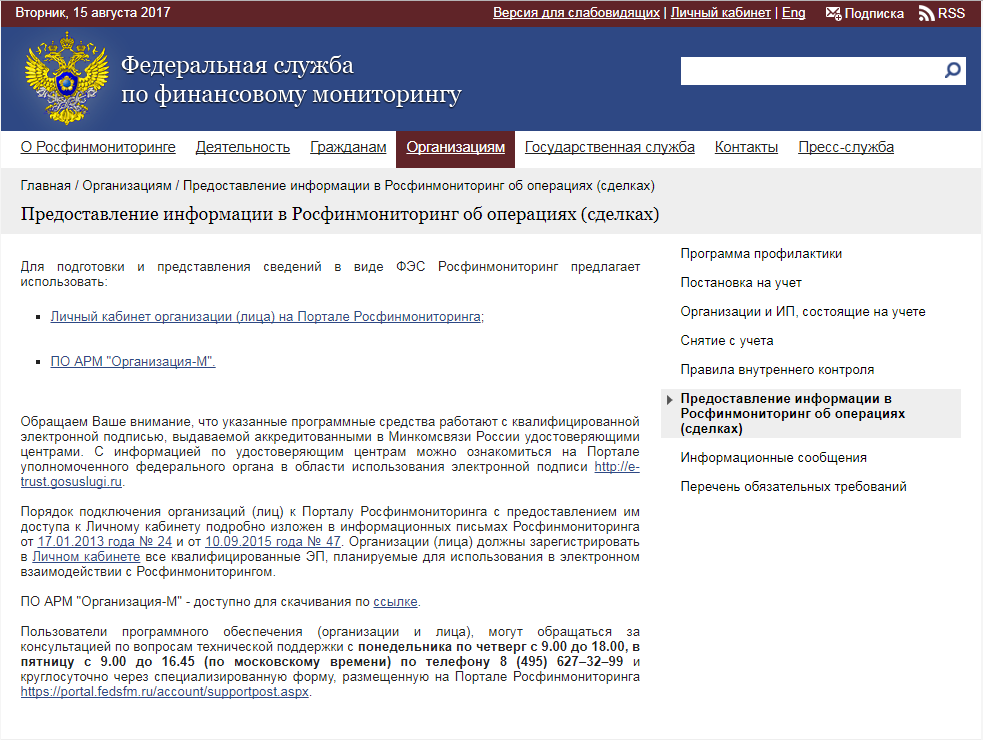 Вторник, 15 августа 2017
Версия для слабовидящих | Личный кабинет | Eng Подписка RSS
Федеральная служба
по финансовому мониторингу
О Росфинмониторинге Деятельность Гражданам Организациям Государственная служба Контакты Пресс-служба
Главная / Организациям / Предоставление информации в Росфинмониторинг об операциях (сделках)
Предоставление информации в Росфинмониторинг об операциях (сделках)
Для подготовки и представления сведений в виде ФЭС Росфинмониторинг предлагает
использовать:
Личный кабинет организации (лица) на Портале Росфинмониторинга;
ПО АРМ "Организация-М".
Обращаем Ваше внимание, что указанные программные средства работают с квалифицированной
электронной подписью, выдаваемой аккредитованными в Минкомсвязи России удостоверяющими
центрами. С информацией по удостоверяющим центрам можно ознакомиться на Портале
уполномоченного федерального органа в области использования электронной подписи http://e-
trust.gosuslugi.ru.
Порядок подключения организаций (лиц) к Порталу Росфинмониторинга с предоставлением им
доступа к Личному кабинету подробно изложен в информационных письмах Росфинмониторинга
от 17.01.2013 года № 24 и от 10.09.2015 года № 47. Организации (лица) должны зарегистрировать
в Личном кабинете все квалифицированные ЭП, планируемые для использования в электронном
взаимодействии с Росфинмониторингом.
ПО АРМ "Организация-М" - доступно для скачивания по ссылке.
Пользователи программного обеспечения (организации и лица), могут обращаться за
консультацией по вопросам технической поддержки с понедельника по четверг с 9.00 до 18.00, в
пятницу с 9.00 до 16.45 (по московскому времени) по телефону 8 (495) 627–32–99 и
круглосуточно через специализированную форму, размещенную на Портале Росфинмониторинга
https://portal.fedsfm.ru/account/supportpost.aspx.
Программа профилактики
Постановка на учет
Организации и ИП, состоящие на учете
Снятие с учета
Правила внутреннего контроля
Предоставление информации в
Росфинмониторинг об операциях
(сделках)
Информационные сообщения
Перечень обязательных требований